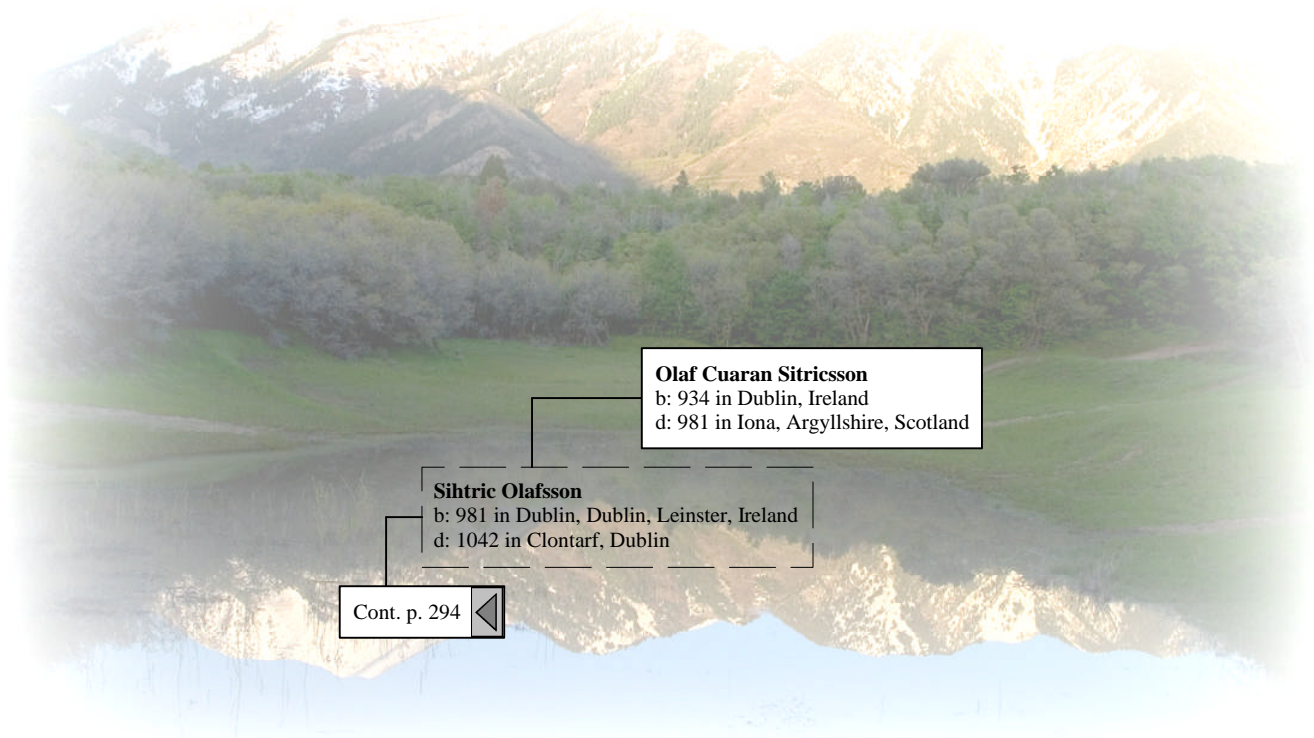 Olaf Cuaran Sitricsson
b: 934 in Dublin, Ireland
d: 981 in Iona, Argyllshire, Scotland
Sihtric Olafsson
b: 981 in Dublin, Dublin, Leinster, Ireland
d: 1042 in Clontarf, Dublin
Cont. p. 294